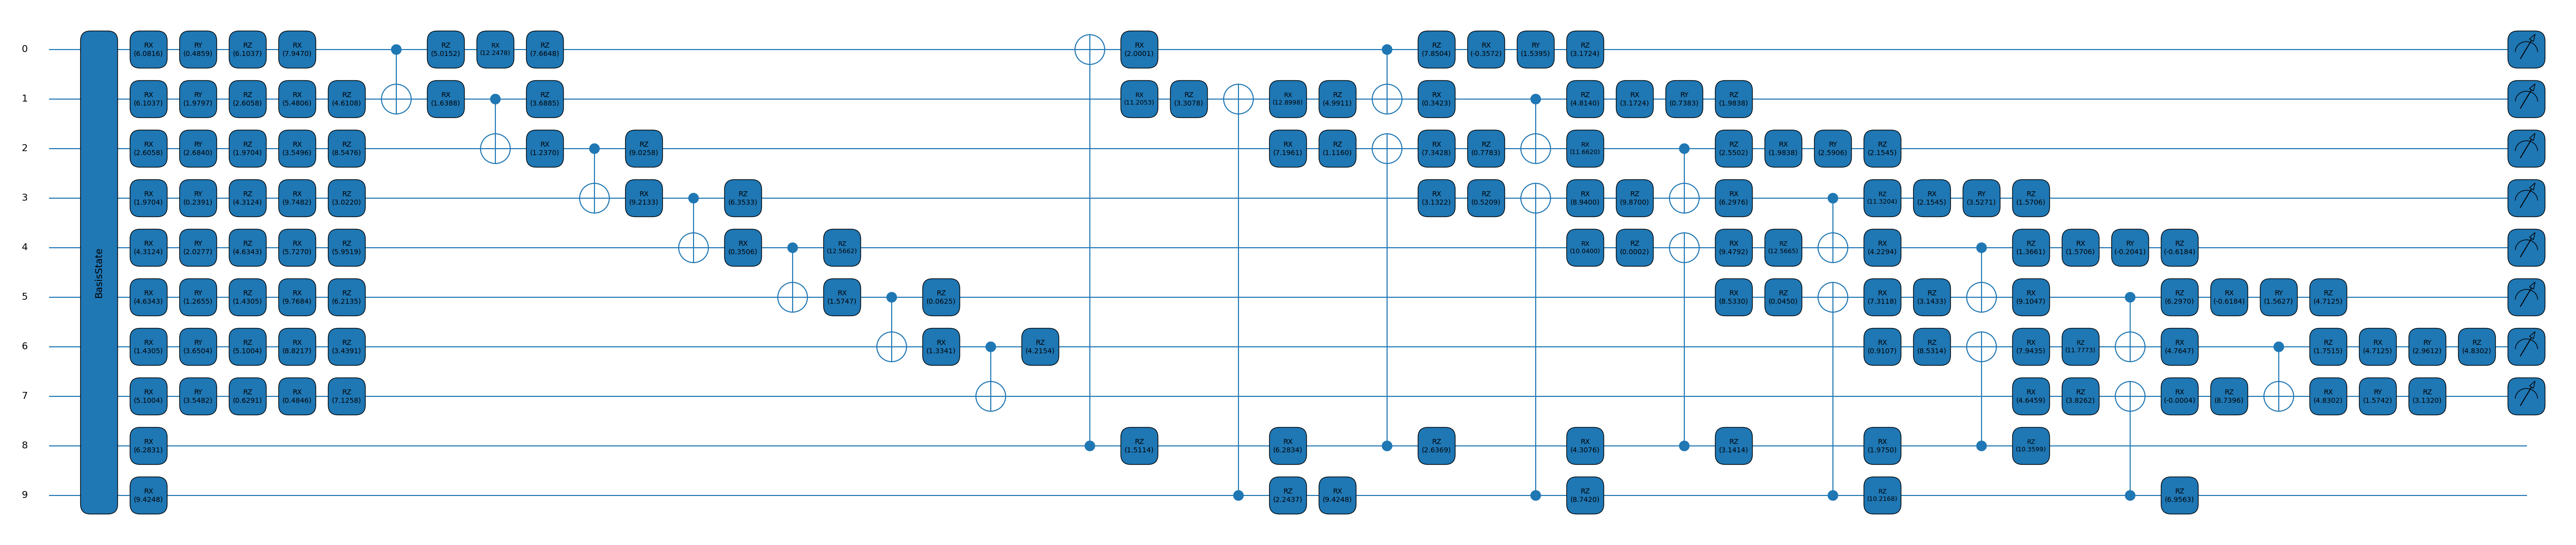 0 RX (6.0816) RY (0.4859) RZ (6.1037) RX (7.9470) RZ (5.0152) RX (12.2478) RZ (7.6648) RX (2.0001) RZ (7.8504) RX (-0.3572) RY (1.5395) RZ (3.1724)
1 RX (6.1037) RY (1.9797) RZ (2.6058) RX (5.4806) RZ (4.6108) RX (1.6388) RZ (3.6885) RX (11.2053) RZ (3.3078) RX (12.8998) RZ (4.9911) RX (0.3423) RZ (4.8140) RX (3.1724) RY (0.7383) RZ (1.9838)
2 RX (2.6058) RY (2.6840) RZ (1.9704) RX (3.5496) RZ (8.5476) RX (1.2370) RZ (9.0258) RX (7.1961) RZ (1.1160) RX (7.3428) RZ (0.7783) RX (11.6620) RZ (2.5502) RX (1.9838) RY (2.5906) RZ (2.1545)
3 RX (1.9704) RY (0.2391) RZ (4.3124) RX (9.7482) RZ (3.0220) RX (9.2133) RZ (6.3533) RX (3.1322) RZ (0.5209) RX (8.9400) RZ (9.8700) RX (6.2976) RZ (11.3204) RX (2.1545) RY (3.5271) RZ (1.5706)
4 RX (4.3124) RY (2.0277) RZ (4.6343) RX (5.7270) RZ (5.9519) RX (0.3506) RZ (12.5662) RX (10.0400) RZ (0.0002) RX (9.4792) RZ (12.5665) RX (4.2294) RZ (1.3661) RX (1.5706) RY (-0.2041) RZ (-0.6184)
BasisState
5 RX (4.6343) RY (1.2655) RZ (1.4305) RX (9.7684) RZ (6.2135) RX (1.5747) RZ (0.0625) RX (8.5330) RZ (0.0450) RX (7.3118) RZ (3.1433) RX (9.1047) RZ (6.2970) RX (-0.6184) RY (1.5627) RZ (4.7125)
6 RX (1.4305) RY (3.6504) RZ (5.1004) RX (8.8217) RZ (3.4391) RX (1.3341) RZ (4.2154) RX (0.9107) RZ (8.5314) RX (7.9435) RZ (11.7773) RX (4.7647) RZ (1.7515) RX (4.7125) RY (2.9612) RZ (4.8302)
7 RX (5.1004) RY (3.5482) RZ (0.6291) RX (0.4846) RZ (7.1258) RX (4.6459) RZ (3.8262) RX (-0.0004) RZ (8.7396) RX (4.8302) RY (1.5742) RZ (3.1320)
8 RX (6.2831) RZ (1.5114) RX (6.2834) RZ (2.6369) RX (4.3076) RZ (3.1414) RX (1.9750) RZ (10.3599)
9 RX (9.4248) RZ (2.2437) RX (9.4248) RZ (8.7420) RZ (10.2168) RZ (6.9563)